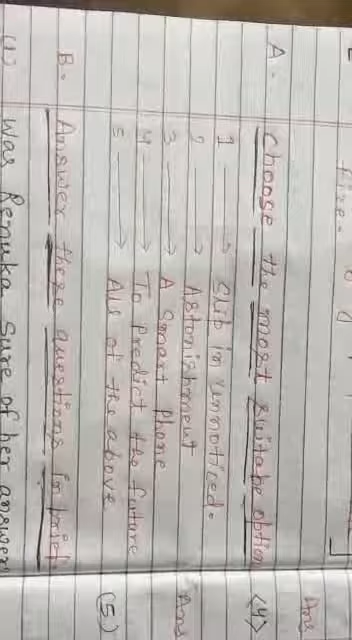 fire.
A. Choose the most suitabe option
1 → Slip in unnoticed.
2 → Astonishment
3 → A Smart phone
4 → To predict the future
5 → All of the above
B. Answer these questions in brief
(1) Was Renuka sure of her answer
Ans
(4)
Ans
(5)